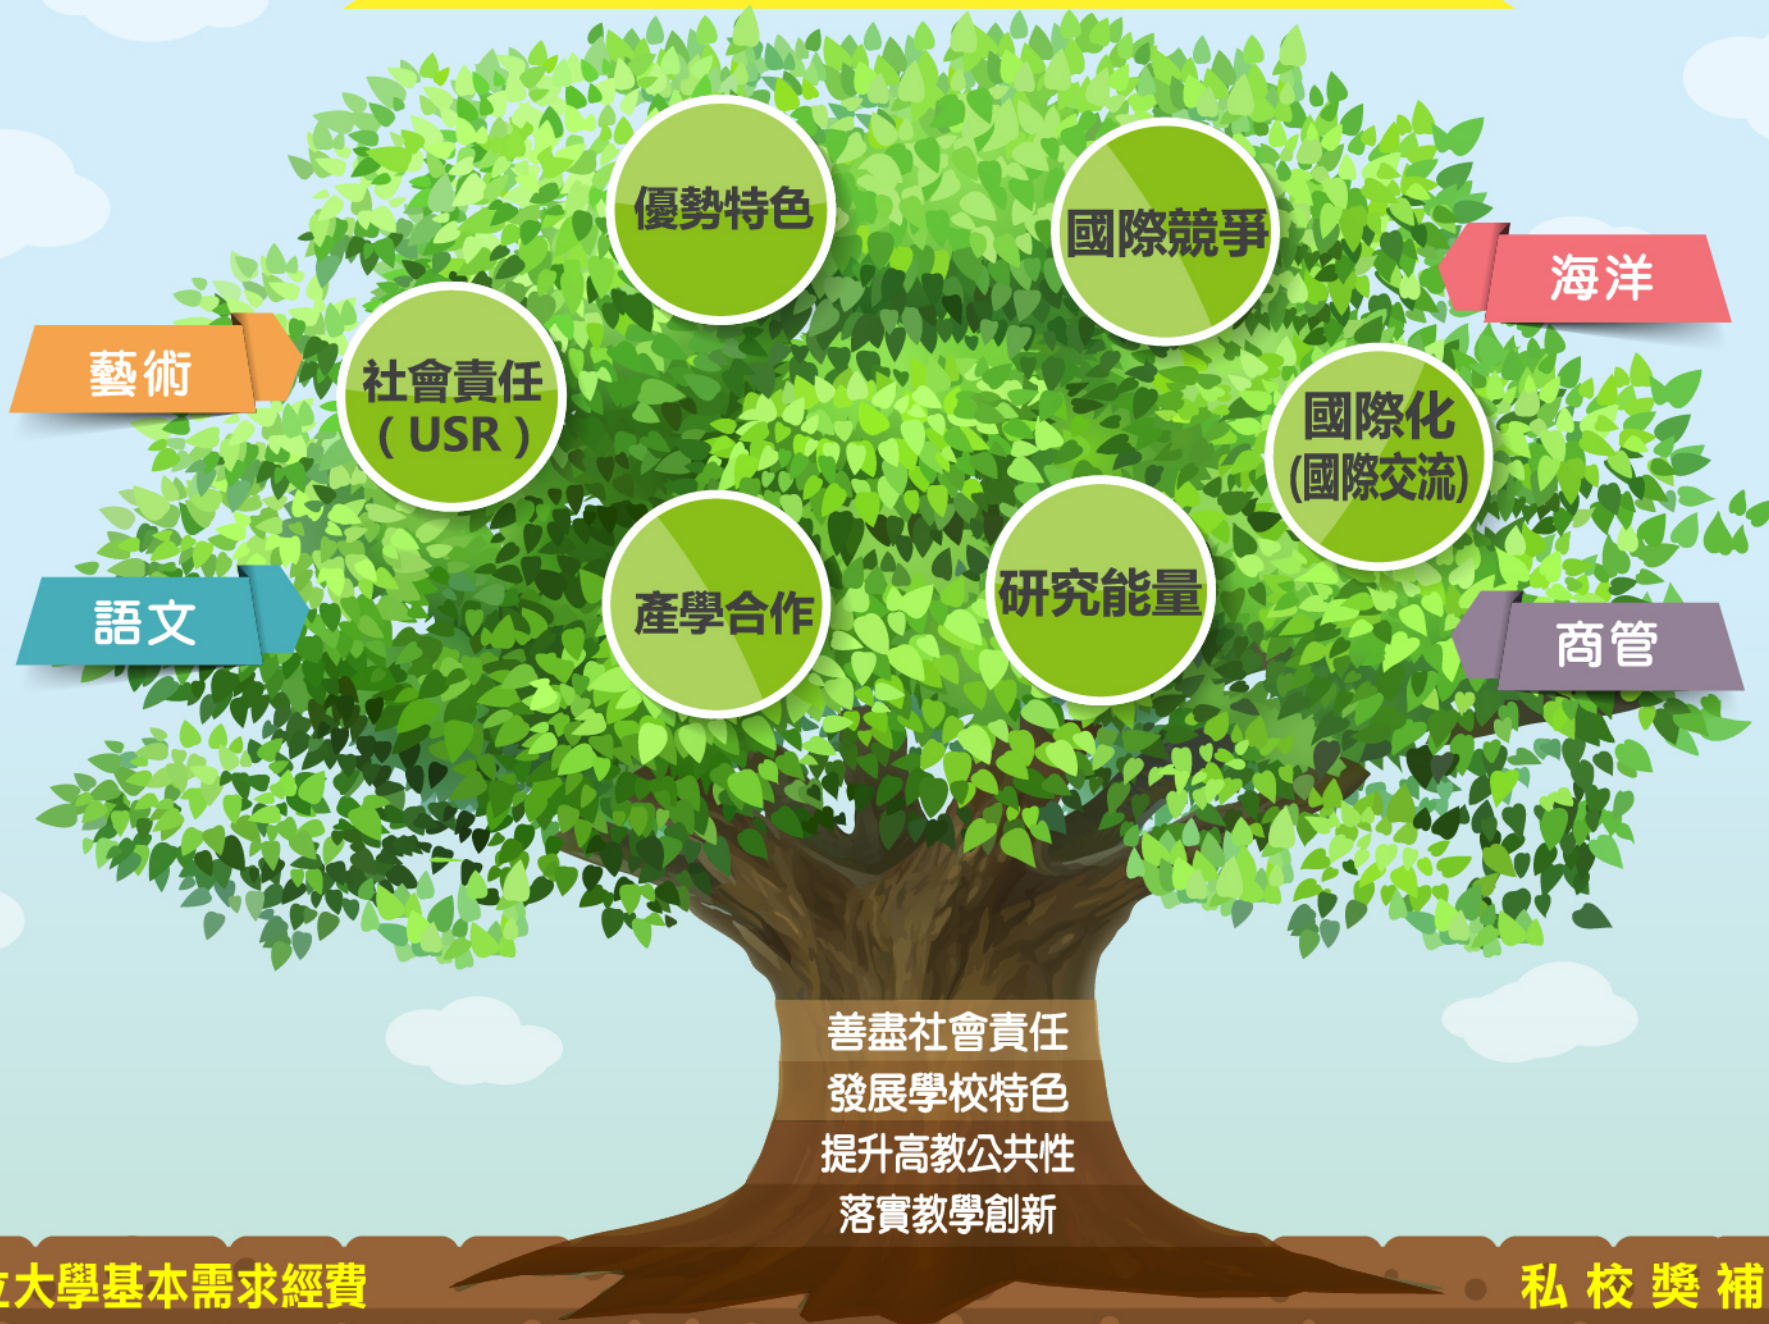 優勢特色
國際競爭
海洋
藝術
社會責任
( USR )
國際化
(國際交流)
語文
產學合作
研究能量
商管
善盡社會責任
發展學校特色
提升高教公共性
落實教學創新
立大學基本需求經費
私校獎補